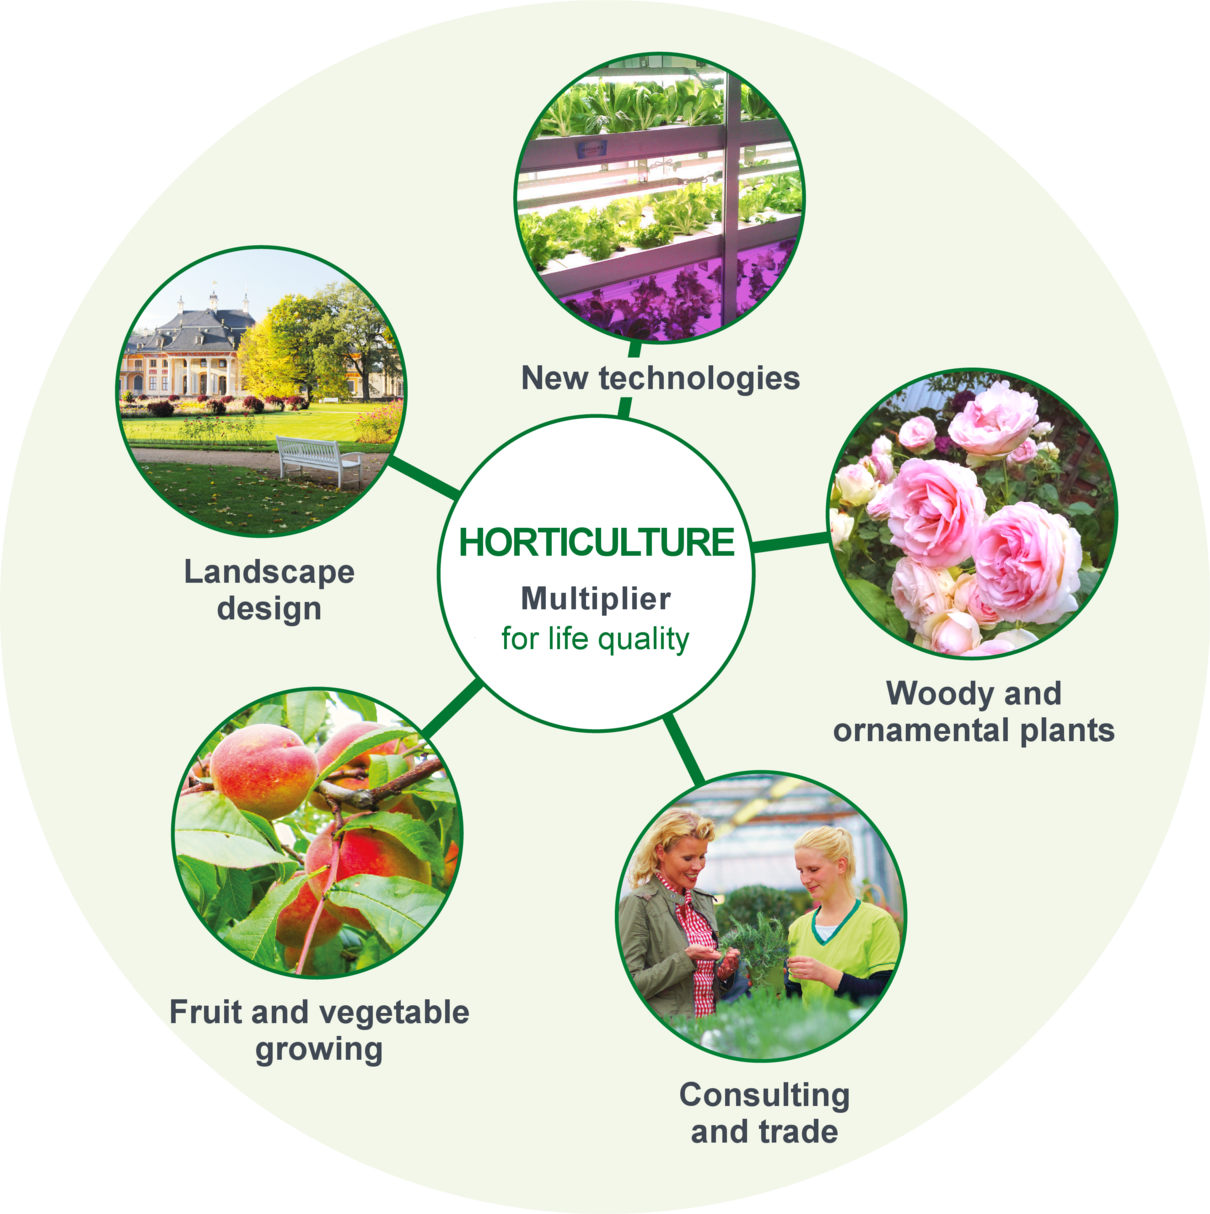 New technologies
Landscape
design
HORTICULTURE
Multiplier
for life quality
Woody and
ornamental plants
Fruit and vegetable
growing
Consulting
and trade